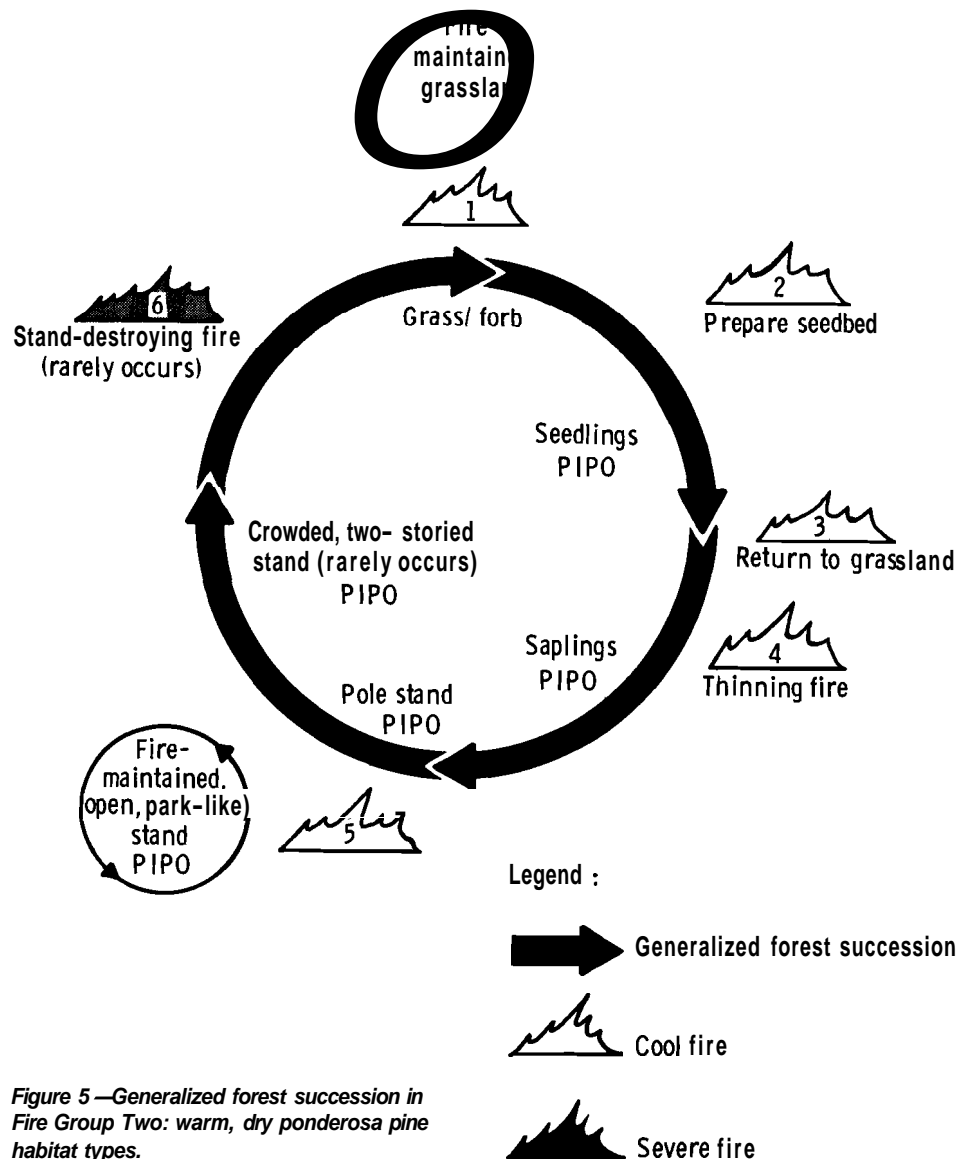 maintain
grassla
1
6
Stand-destroying fire
(rarely occurs)
Grass/ forb
2
Prepare seedbed
Seedlings
PIPO
3
Return to grassland
Crowded, two- storied
stand (rarely occurs)
PIPO
Saplings
PIPO
4
Thinning fire
Pole stand
PIPO
Fire-
maintained.
open, park-like)
stand
PIPO
5
Legend :
Generalized forest succession
Cool fire
Severe fire
Figure 5 —Generalized forest succession in
Fire Group Two: warm, dry ponderosa pine
habitat types.